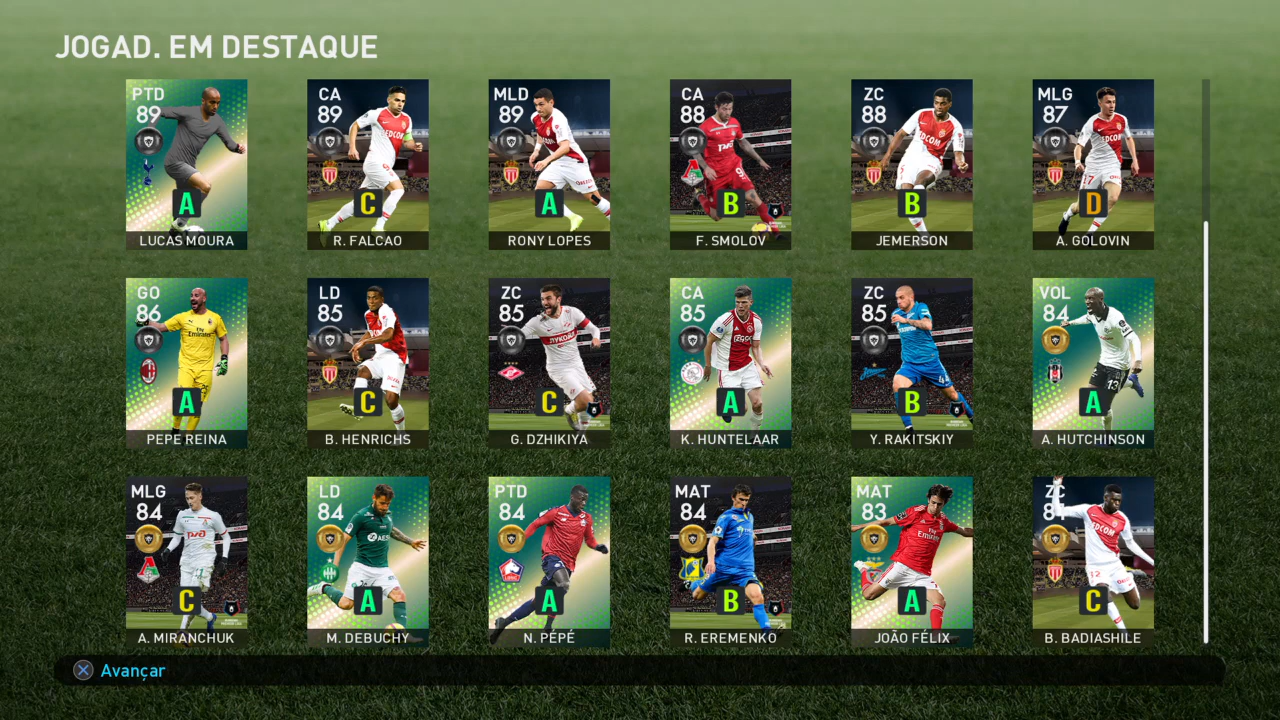 JOGAD. EM DESTAQUE
PTD
89
A
LUCAS MOURA
CA
89
C
R. FALCAO
MLD
89
A
RONY LOPES
CA
88
B
F. SMOLOV
ZC
88
B
JEMERSON
MLG
87
D
A. GOLOVIN
GO
86
A
PEPE REINA
LD
85
C
B. HENRICHS
ZC
85
C
G. DZHIKIYA
CA
85
A
K. HUNTELAAR
ZC
85
B
Y. RAKITSKIY
VOL
84
A
A. HUTCHINSON
MLG
84
C
A. MIRANCHUK
LD
84
A
M. DEBUCHY
PTD
84
A
N. PÉPÉ
MAT
84
B
R. EREMENKO
MAT
83
A
JOÃO FÉLIX
ZC
81
C
B. BADIASHILE
Avançar